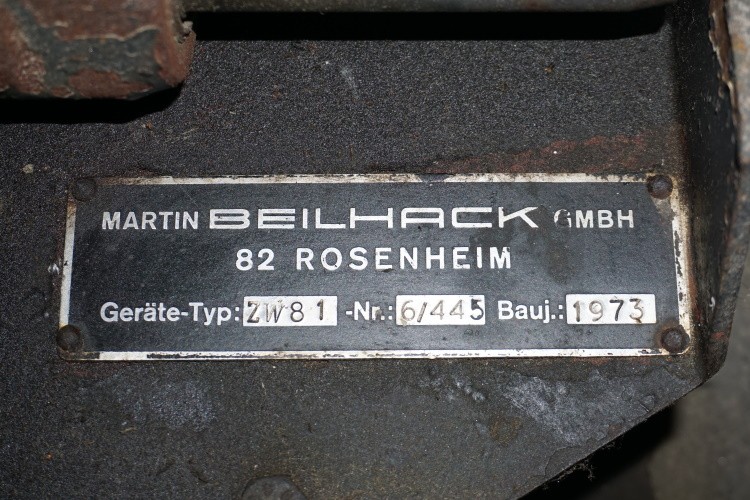 MARTIN BEILHACK GMBH
82 ROSENHEIM
Geräte-Typ: ZW81 -Nr.: 6/445 Bauj.: 1973